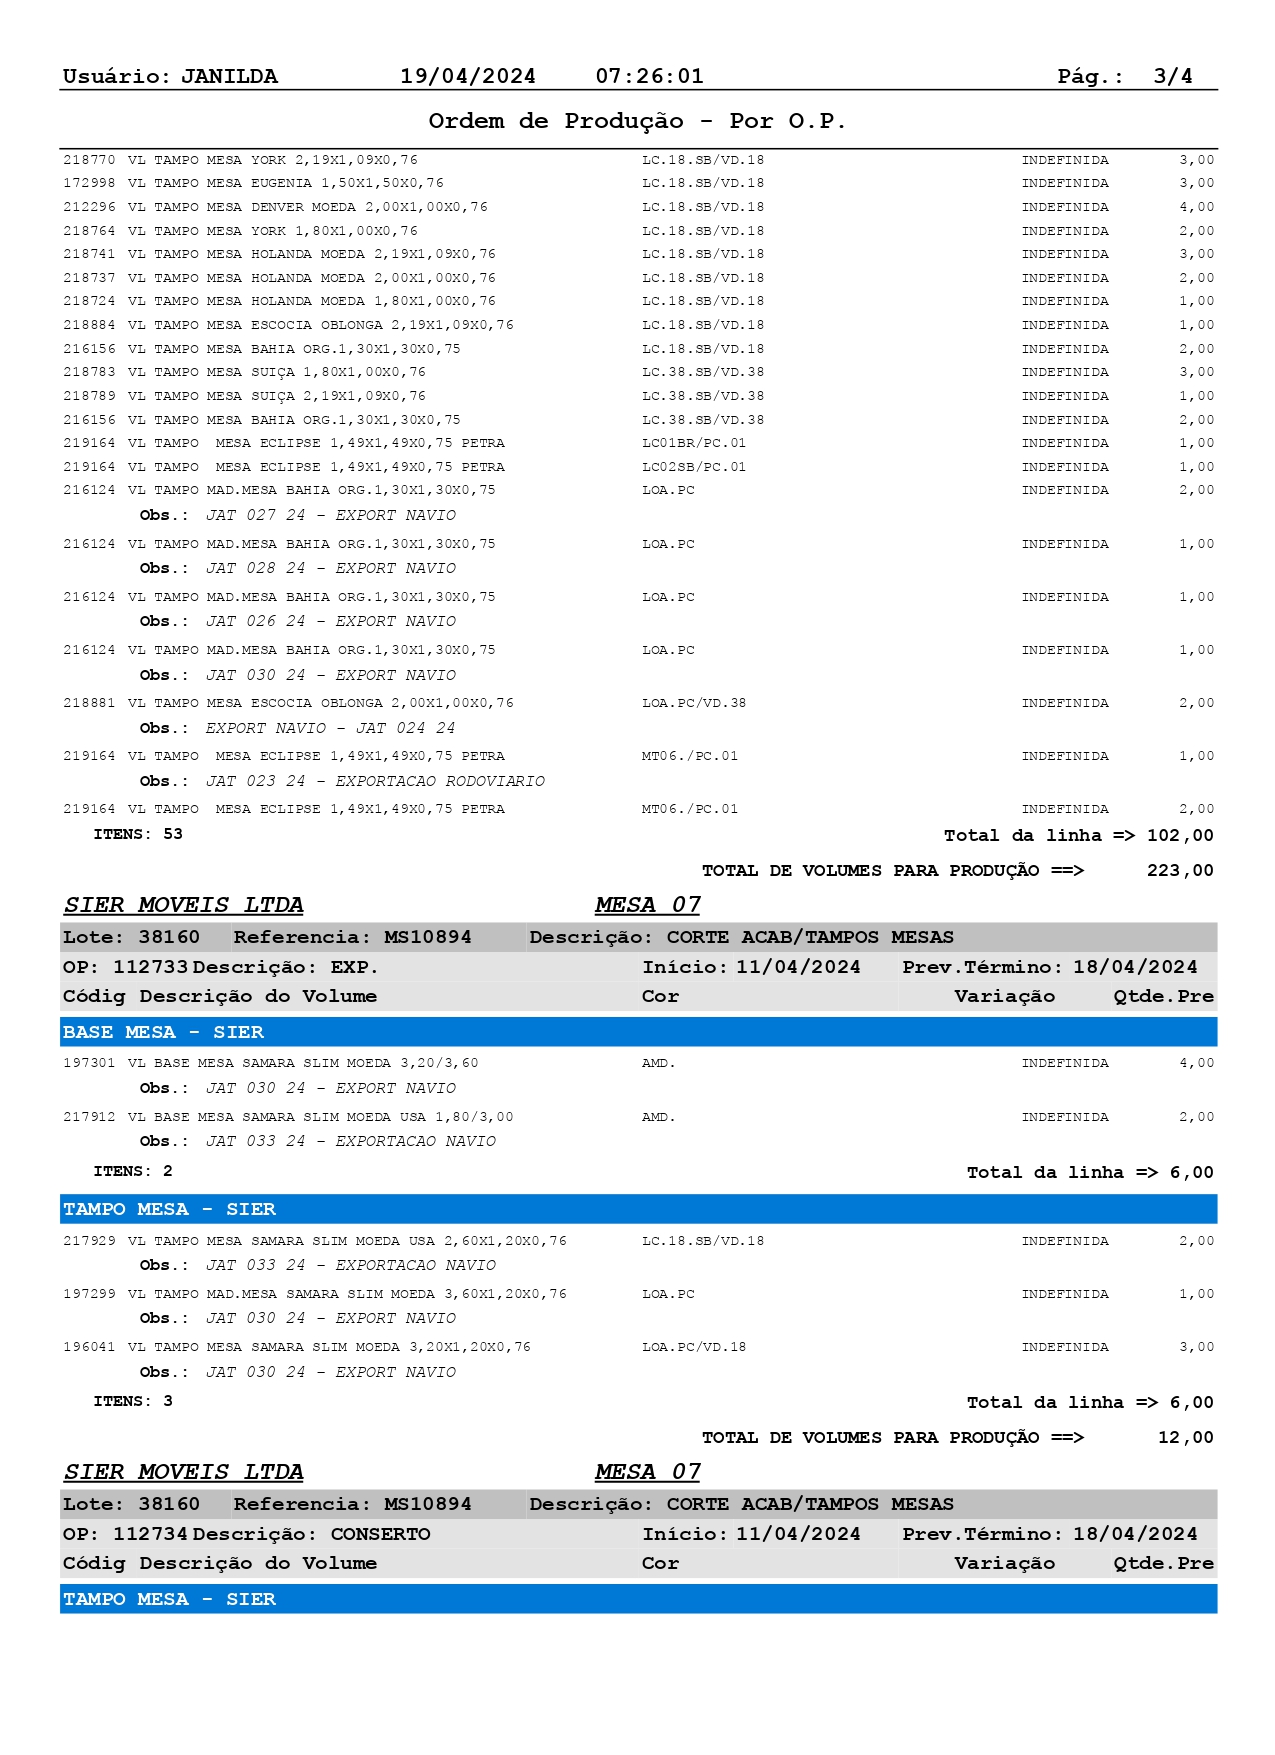 Usuário: JANILDA 19/04/2024 07:26:01 Pág.: 3/4
Ordem de Produção - Por O.P.
218770 VL TAMPO MESA YORK 2,19X1,09X0,76 LC.18.SB/VD.18 INDEFINIDA 3,00
172998 VL TAMPO MESA EUGENIA 1,50X1,50X0,76 LC.18.SB/VD.18 INDEFINIDA 3,00
212296 VL TAMPO MESA DENVER MOEDA 2,00X1,00X0,76 LC.18.SB/VD.18 INDEFINIDA 4,00
218764 VL TAMPO MESA YORK 1,80X1,00X0,76 LC.18.SB/VD.18 INDEFINIDA 2,00
218741 VL TAMPO MESA HOLANDA MOEDA 2,19X1,09X0,76 LC.18.SB/VD.18 INDEFINIDA 3,00
218737 VL TAMPO MESA HOLANDA MOEDA 2,00X1,00X0,76 LC.18.SB/VD.18 INDEFINIDA 2,00
218724 VL TAMPO MESA HOLANDA MOEDA 1,80X1,00X0,76 LC.18.SB/VD.18 INDEFINIDA 1,00
218884 VL TAMPO MESA ESCOCIA OBLONGA 2,19X1,09X0,76 LC.18.SB/VD.18 INDEFINIDA 1,00
216156 VL TAMPO MESA BAHIA ORG.1,30X1,30X0,75 LC.18.SB/VD.18 INDEFINIDA 2,00
218783 VL TAMPO MESA SUIÇA 1,80X1,00X0,76 LC.38.SB/VD.38 INDEFINIDA 3,00
218789 VL TAMPO MESA SUIÇA 2,19X1,09X0,76 LC.38.SB/VD.38 INDEFINIDA 1,00
216156 VL TAMPO MESA BAHIA ORG.1,30X1,30X0,75 LC.38.SB/VD.38 INDEFINIDA 2,00
219164 VL TAMPO  MESA ECLIPSE 1,49X1,49X0,75 PETRA LC01BR/PC.01 INDEFINIDA 1,00
219164 VL TAMPO  MESA ECLIPSE 1,49X1,49X0,75 PETRA LC02SB/PC.01 INDEFINIDA 1,00
216124 VL TAMPO MAD.MESA BAHIA ORG.1,30X1,30X0,75 LOA.PC INDEFINIDA 2,00
Obs.: JAT 027 24 - EXPORT NAVIO
216124 VL TAMPO MAD.MESA BAHIA ORG.1,30X1,30X0,75 LOA.PC INDEFINIDA 1,00
Obs.: JAT 028 24 - EXPORT NAVIO
216124 VL TAMPO MAD.MESA BAHIA ORG.1,30X1,30X0,75 LOA.PC INDEFINIDA 1,00
Obs.: JAT 026 24 - EXPORT NAVIO
216124 VL TAMPO MAD.MESA BAHIA ORG.1,30X1,30X0,75 LOA.PC INDEFINIDA 1,00
Obs.: JAT 030 24 - EXPORT NAVIO
218881 VL TAMPO MESA ESCOCIA OBLONGA 2,00X1,00X0,76 LOA.PC/VD.38 INDEFINIDA 2,00
Obs.: EXPORT NAVIO - JAT 024 24
219164 VL TAMPO  MESA ECLIPSE 1,49X1,49X0,75 PETRA MT06./PC.01 INDEFINIDA 1,00
Obs.: JAT 023 24 - EXPORTACAO RODOVIARIO
219164 VL TAMPO  MESA ECLIPSE 1,49X1,49X0,75 PETRA MT06./PC.01 INDEFINIDA 2,00
ITENS: 53 Total da linha => 102,00
TOTAL DE VOLUMES PARA PRODUÇÃO ==> 223,00
SIER MOVEIS LTDA MESA 07
Lote: 38160 Referencia: MS10894 Descrição: CORTE ACAB/TAMPOS MESAS
OP: 112733 Descrição: EXP. Início: 11/04/2024 Prev.Término: 18/04/2024
Códig Descrição do Volume Cor Variação Qtde.Pre
BASE MESA - SIER
197301 VL BASE MESA SAMARA SLIM MOEDA 3,20/3,60 AMD. INDEFINIDA 4,00
Obs.: JAT 030 24 - EXPORT NAVIO
217912 VL BASE MESA SAMARA SLIM MOEDA USA 1,80/3,00 AMD. INDEFINIDA 2,00
Obs.: JAT 033 24 - EXPORTACAO NAVIO
ITENS: 2 Total da linha => 6,00
TAMPO MESA - SIER
217929 VL TAMPO MESA SAMARA SLIM MOEDA USA 2,60X1,20X0,76 LC.18.SB/VD.18 INDEFINIDA 2,00
Obs.: JAT 033 24 - EXPORTACAO NAVIO
197299 VL TAMPO MAD.MESA SAMARA SLIM MOEDA 3,60X1,20X0,76 LOA.PC INDEFINIDA 1,00
Obs.: JAT 030 24 - EXPORT NAVIO
196041 VL TAMPO MESA SAMARA SLIM MOEDA 3,20X1,20X0,76 LOA.PC/VD.18 INDEFINIDA 3,00
Obs.: JAT 030 24 - EXPORT NAVIO
ITENS: 3 Total da linha => 6,00
TOTAL DE VOLUMES PARA PRODUÇÃO ==> 12,00
SIER MOVEIS LTDA MESA 07
Lote: 38160 Referencia: MS10894 Descrição: CORTE ACAB/TAMPOS MESAS
OP: 112734 Descrição: CONSERTO Início: 11/04/2024 Prev.Término: 18/04/2024
Códig Descrição do Volume Cor Variação Qtde.Pre
TAMPO MESA - SIER